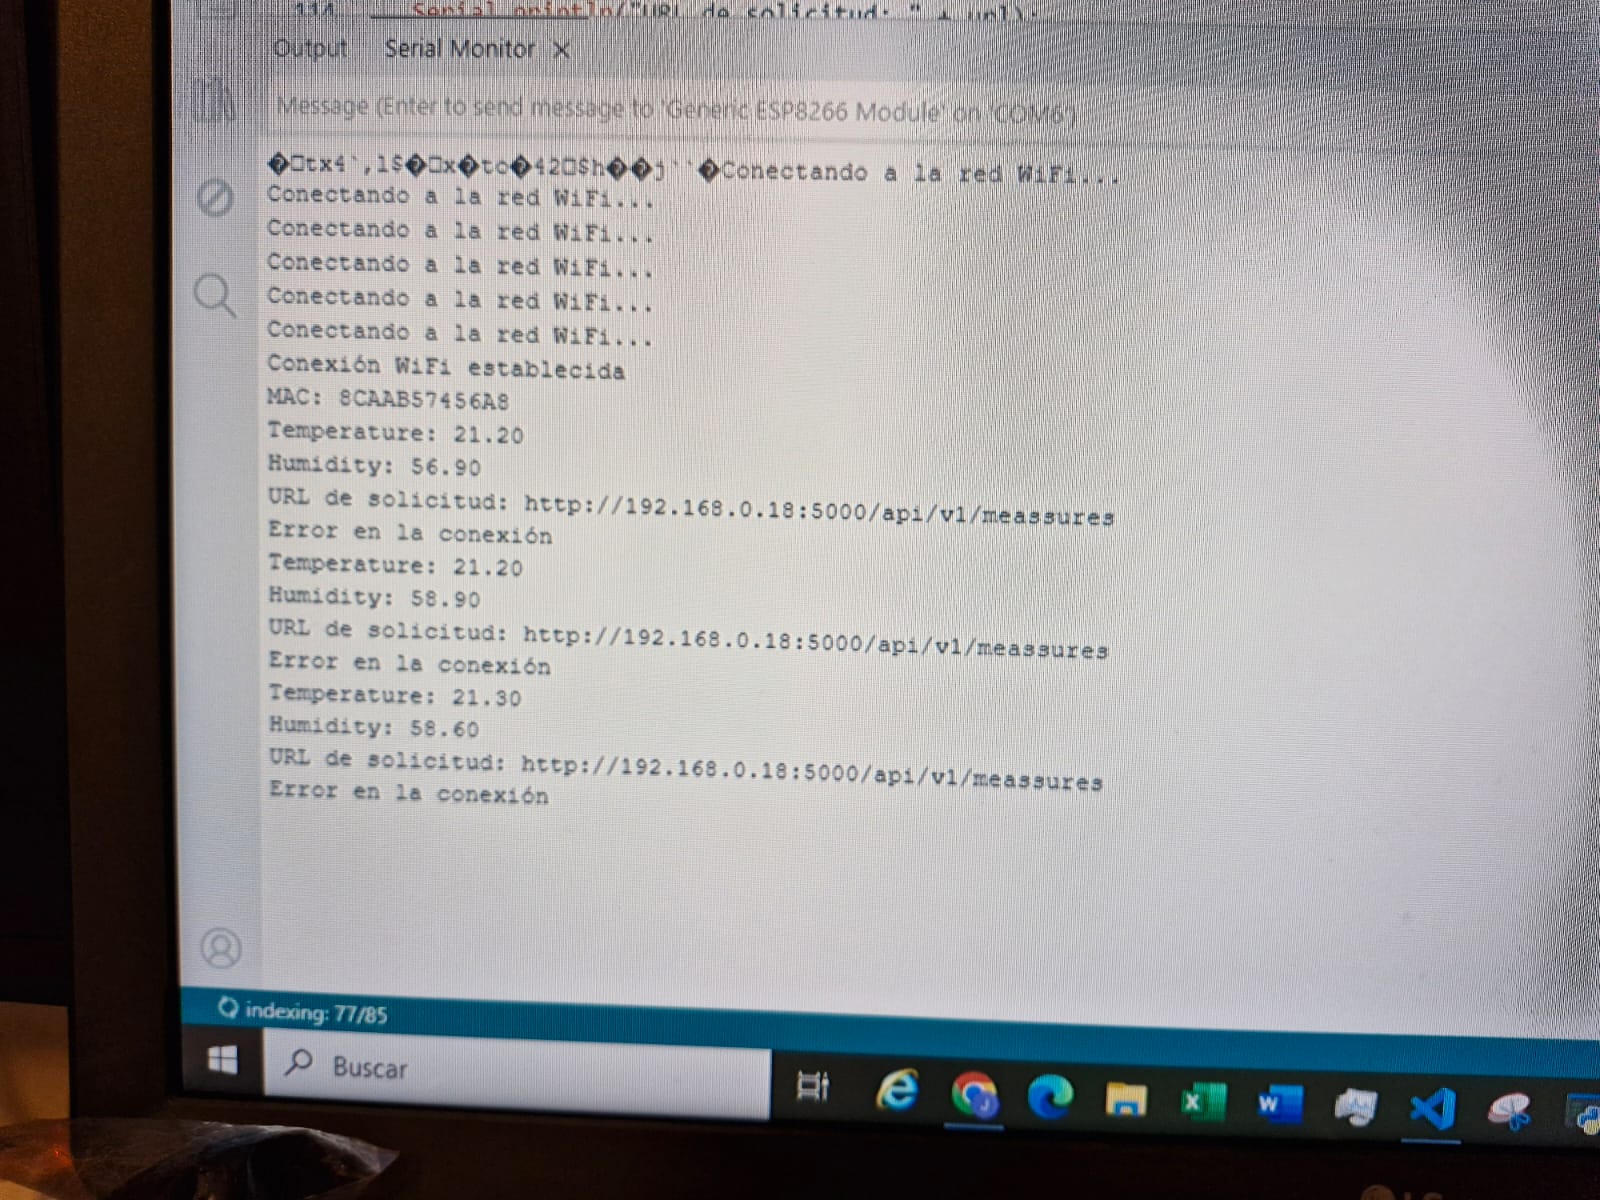 114 Serial.println("URL de solicitud: " + url);
Output Serial Monitor X
Message (Enter to send message to 'Generic ESP8266 Module' on 'COM6')
�□tx4`,l$�□x�tc�42□$h��j``�Conectando a la red WiFi...
Conectando a la red WiFi...
Conectando a la red WiFi...
Conectando a la red WiFi...
Conectando a la red WiFi...
Conectando a la red WiFi...
Conexión WiFi establecida
MAC: 8CAAB57456A8
Temperature: 21.20
Humidity: 56.90
URL de solicitud: http://192.168.0.18:5000/api/v1/meassures
Error en la conexión
Temperature: 21.20
Humidity: 58.90
URL de solicitud: http://192.168.0.18:5000/api/v1/meassures
Error en la conexión
Temperature: 21.30
Humidity: 58.60
URL de solicitud: http://192.168.0.18:5000/api/v1/meassures
Error en la conexión
indexing: 77/85
Buscar